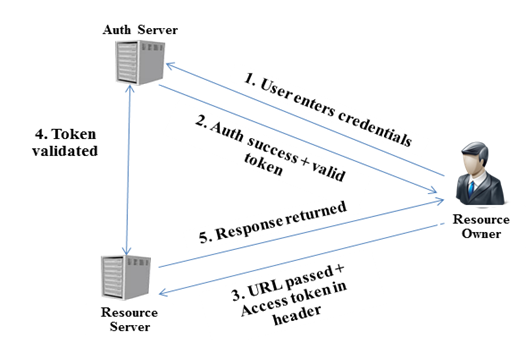 Auth Server
1. User enters credentials
2. Auth success + valid
token
4. Token
validated
5. Response returned
Resource
Owner
3. URL passed +
Access token in
header
Resource
Server